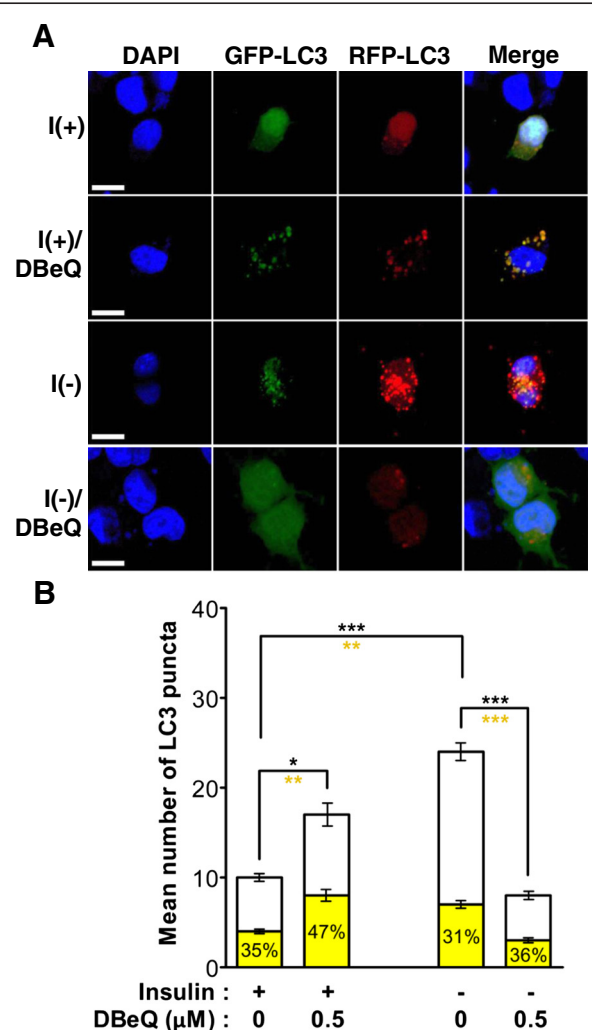 A
DAPI GFP-LC3 RFP-LC3 Merge
I(+)
I(+)/
DBeQ
I(-)
I(-)/
DBeQ
B
Mean number of LC3 puncta
40
30
20
10
0
***
**
*
**
***
***
35%
47%
31%
36%
Insulin : + + - -
DBeQ (μM) : 0 0.5 0 0.5